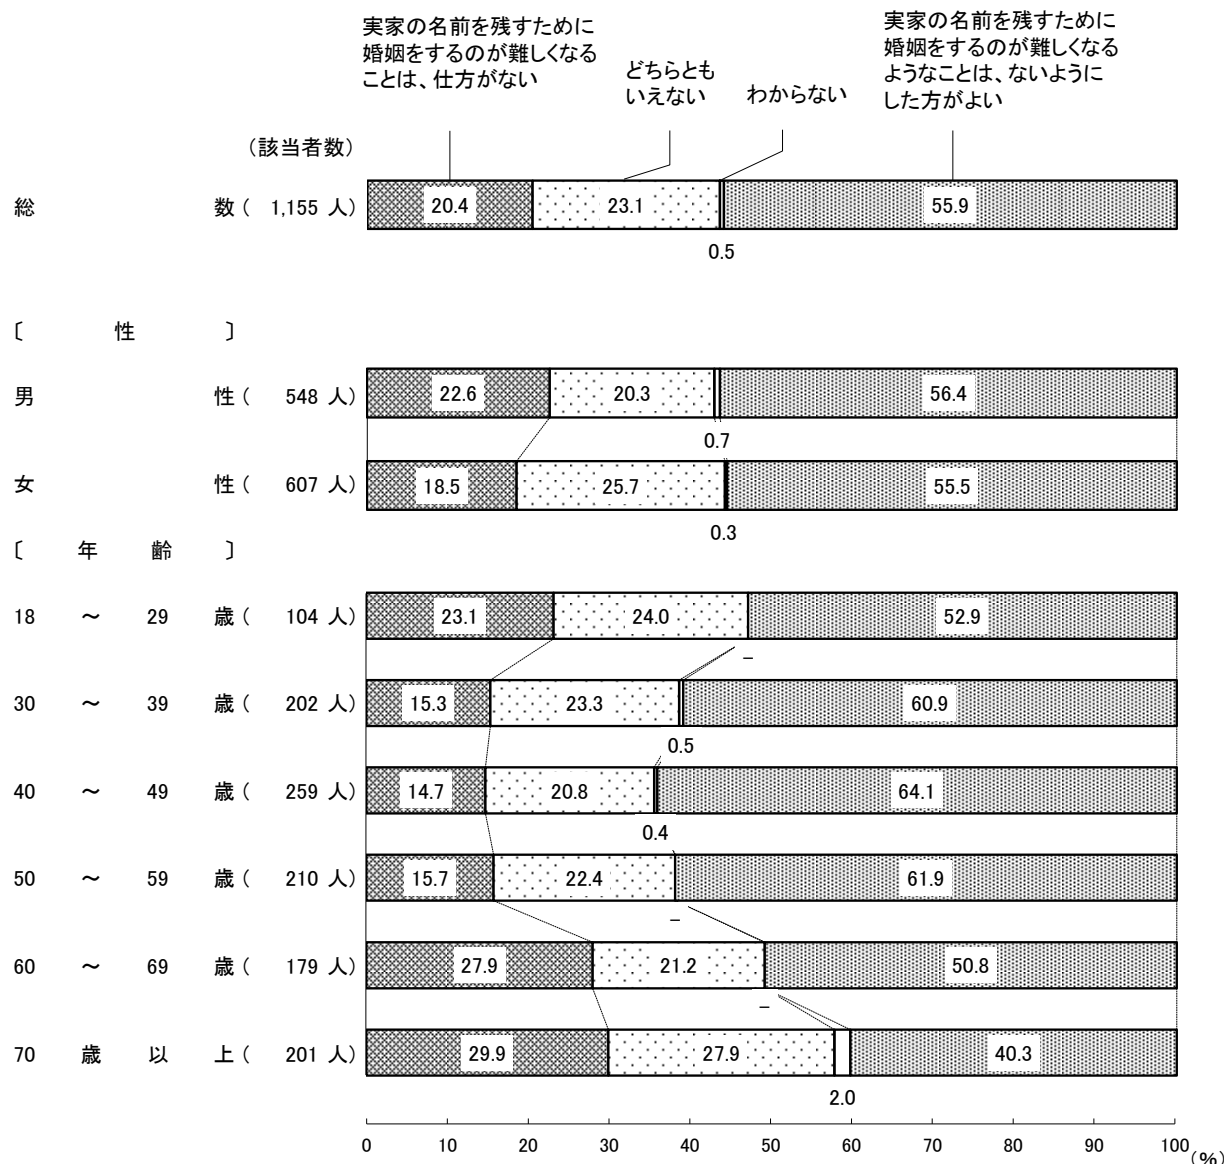 実家の名前を残すために
婚姻をするのが難しくなる
ことは、仕方がない
どちらとも
いえない
わからない
実家の名前を残すために
婚姻をするのが難しくなる
ようなことは、ないように
した方がよい
(該当者数)
総数( 1,155 人) 20.4 23.1 55.9
0.5
〔 性 〕
男性( 548 人) 22.6 20.3 56.4
0.7
女性( 607 人) 18.5 25.7 55.5
0.3
〔 年齢 〕
18 ～ 29 歳( 104 人) 23.1 24.0 52.9
－
30 ～ 39 歳( 202 人) 15.3 23.3 60.9
0.5
40 ～ 49 歳( 259 人) 14.7 20.8 64.1
0.4
50 ～ 59 歳( 210 人) 15.7 22.4 61.9
－
60 ～ 69 歳( 179 人) 27.9 21.2 50.8
－
70 歳以上( 201 人) 29.9 27.9 40.3
2.0
0 10 20 30 40 50 60 70 80 90 100
(%)